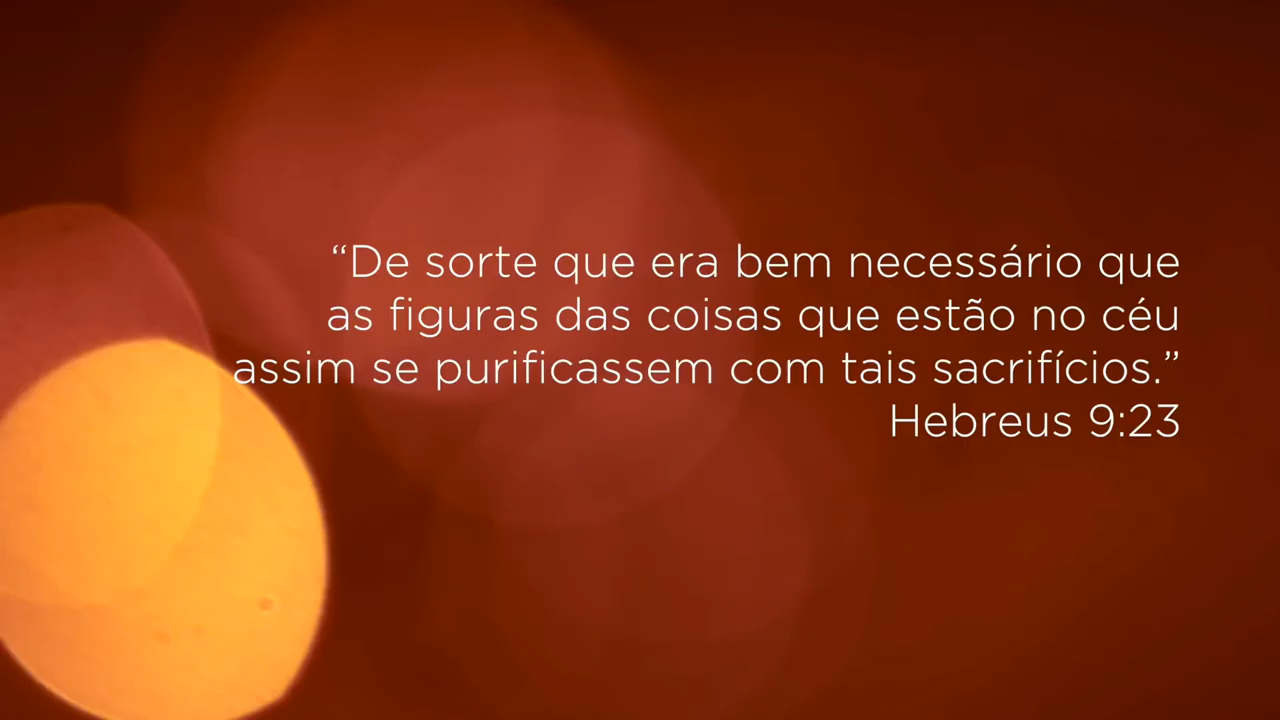 “De sorte que era bem necessário que
as figuras das coisas que estão no céu
assim se purificassem com tais sacrifícios.”
Hebreus 9:23